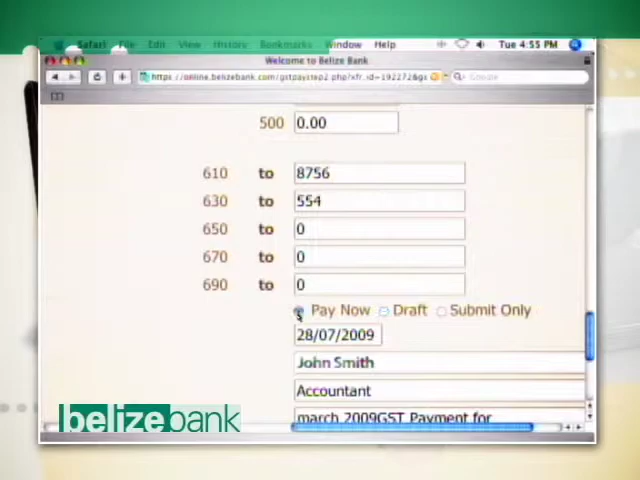 Safari File Edit View History Bookmarks Window Help Tue 4:55 PM
Welcome to Belize Bank
Google
500 0.00
610 to 8756
630 to 554
650 to 0
670 to 0
690 to 0
Pay Now Draft Submit Only
28/07/2009
John Smith
Accountant
march 2009GST Payment for
belizebank